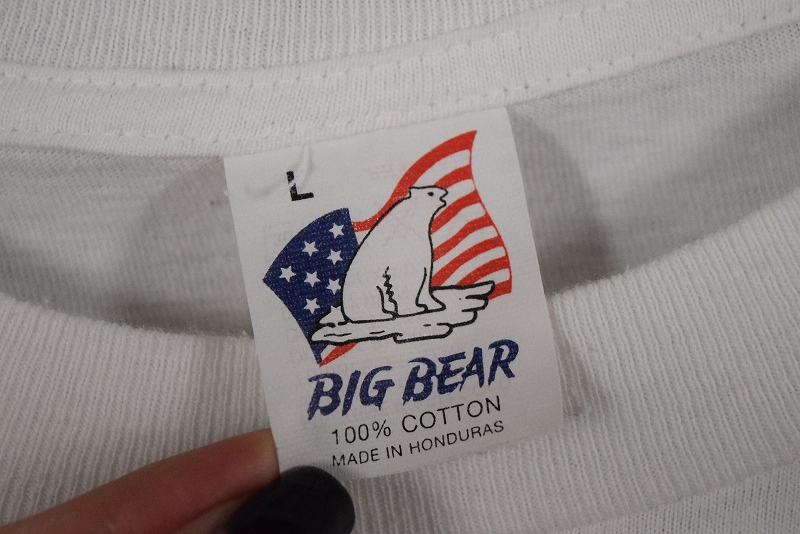 L
BIG BEAR
100% COTTON
MADE IN HONDURAS